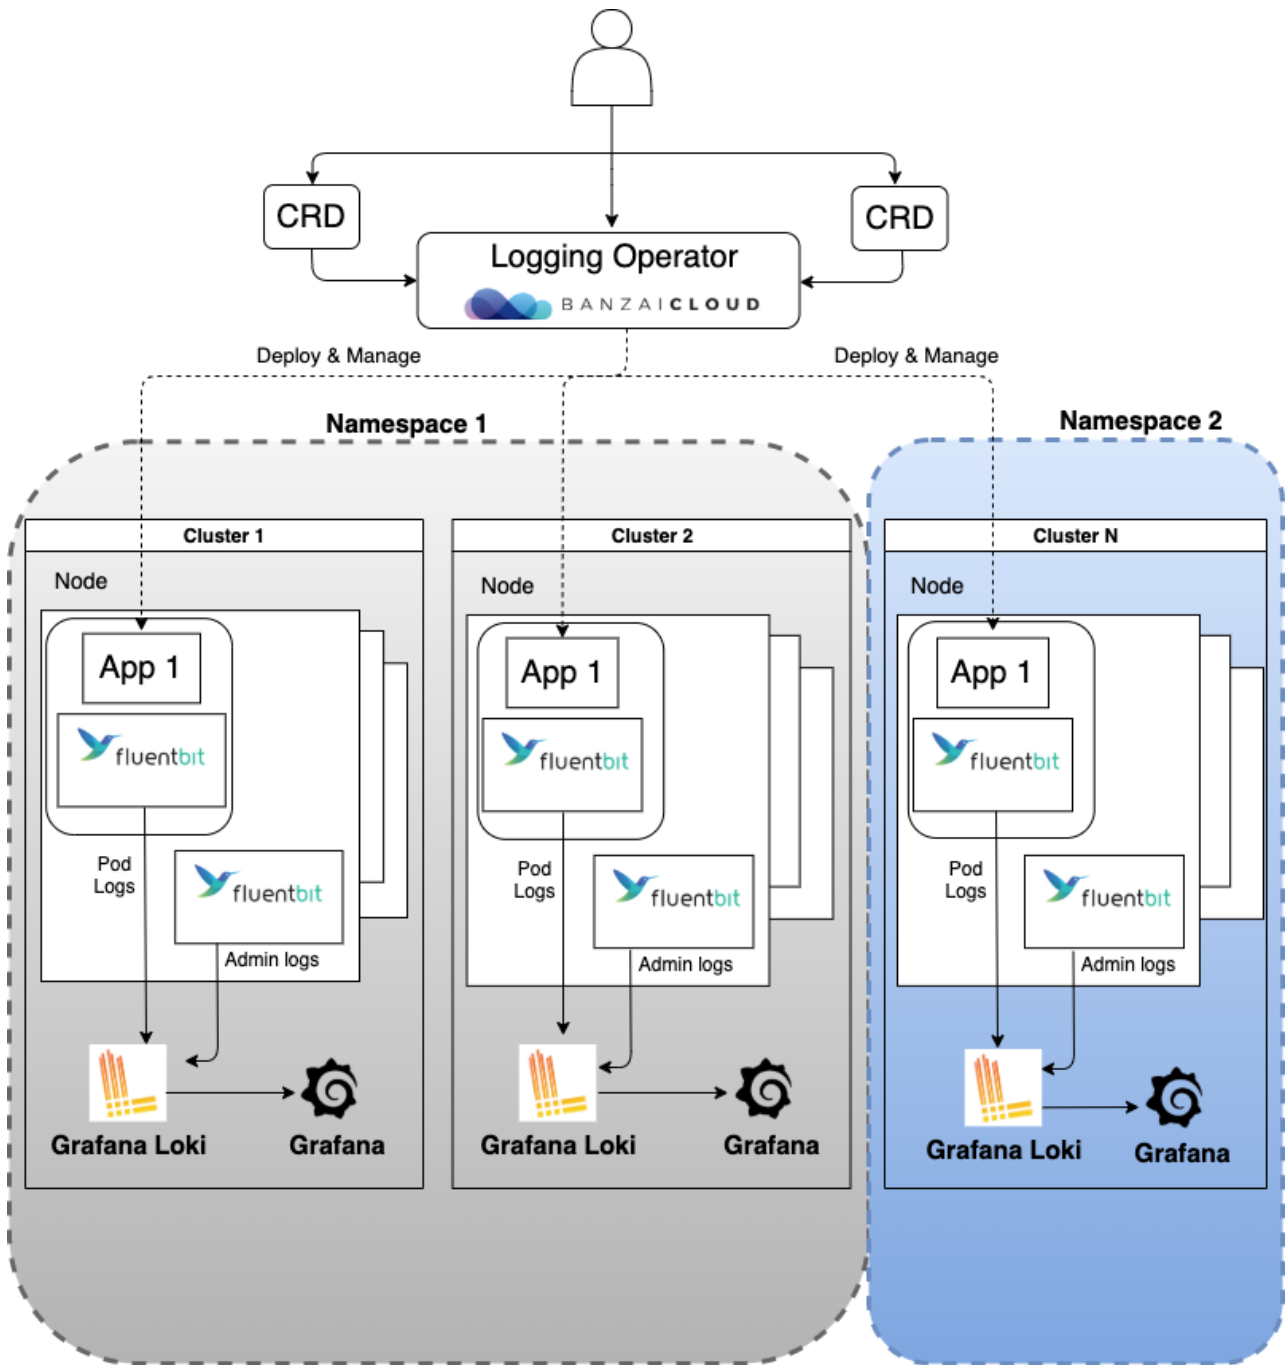 CRD
CRD
Logging Operator
BANZAICLOUD
Deploy & Manage
Deploy & Manage
Namespace 1
Namespace 2
Cluster 1
Cluster 2
Cluster N
Node
Node
Node
App 1
App 1
App 1
fluentbit
fluentbit
fluentbit
Pod
Logs
Pod
Logs
Pod
Logs
fluentbit
fluentbit
fluentbit
Admin logs
Admin logs
Admin logs
Grafana Loki
Grafana
Grafana Loki
Grafana
Grafana Loki
Grafana